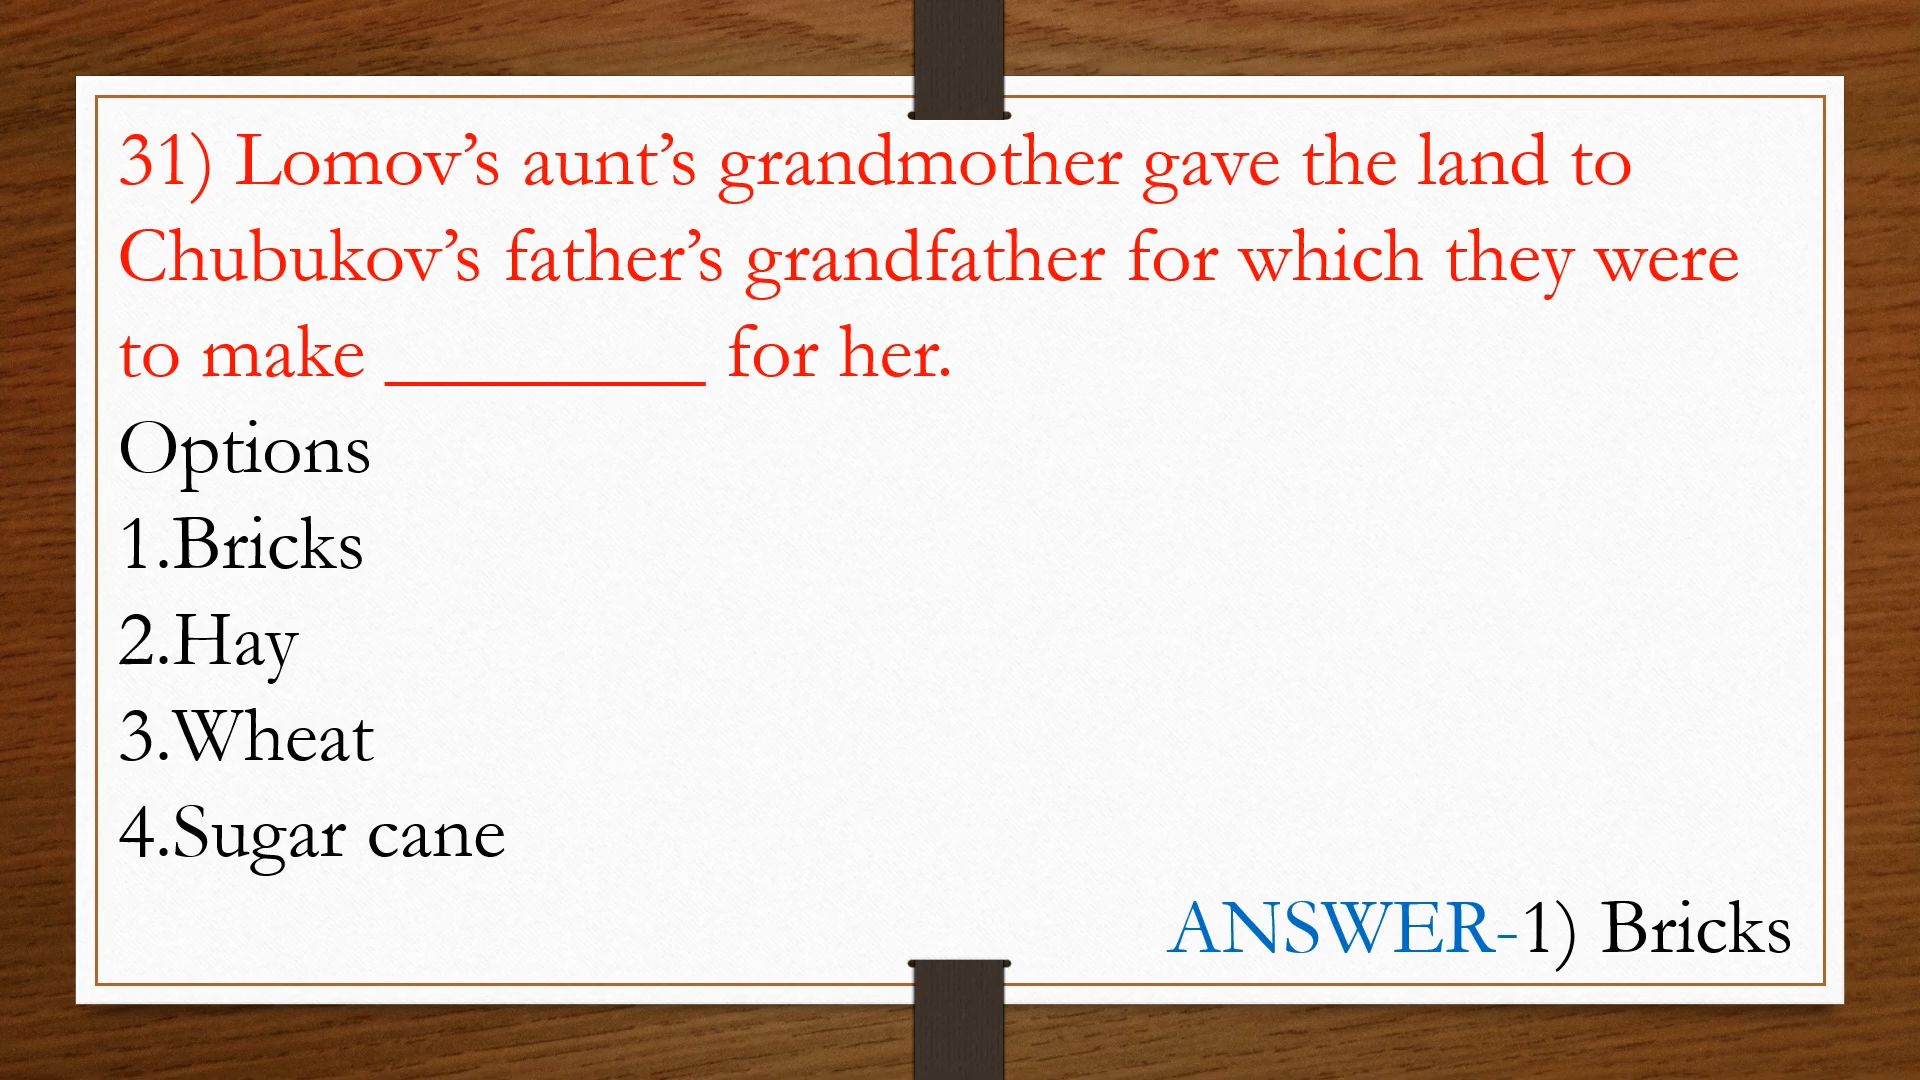 31) Lomov’s aunt’s grandmother gave the land to
Chubukov’s father’s grandfather for which they were
to make _________ for her.
Options
1.Bricks
2.Hay
3.Wheat
4.Sugar cane
ANSWER-1) Bricks